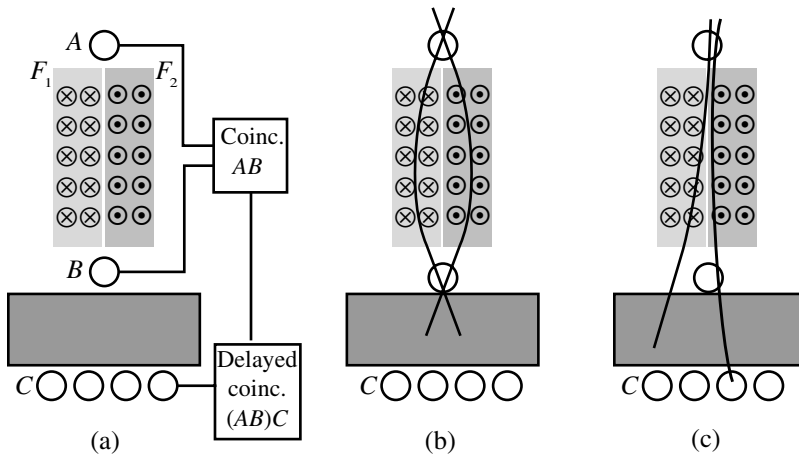 A
F₁
F₂
Coinc.
AB
B
Delayed
coinc.
(AB)C
C
(a)
C
(b)
C
(c)